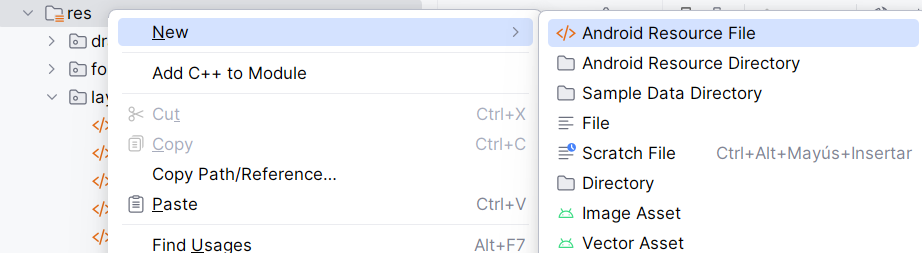 res
dr
fo
lay
New
Add C++ to Module
Cut Ctrl+X
Copy Ctrl+C
Copy Path/Reference...
Paste Ctrl+V
Find Usages Alt+F7
Android Resource File
Android Resource Directory
Sample Data Directory
File
Scratch File Ctrl+Alt+Mayús+Insertar
Directory
Image Asset
Vector Asset